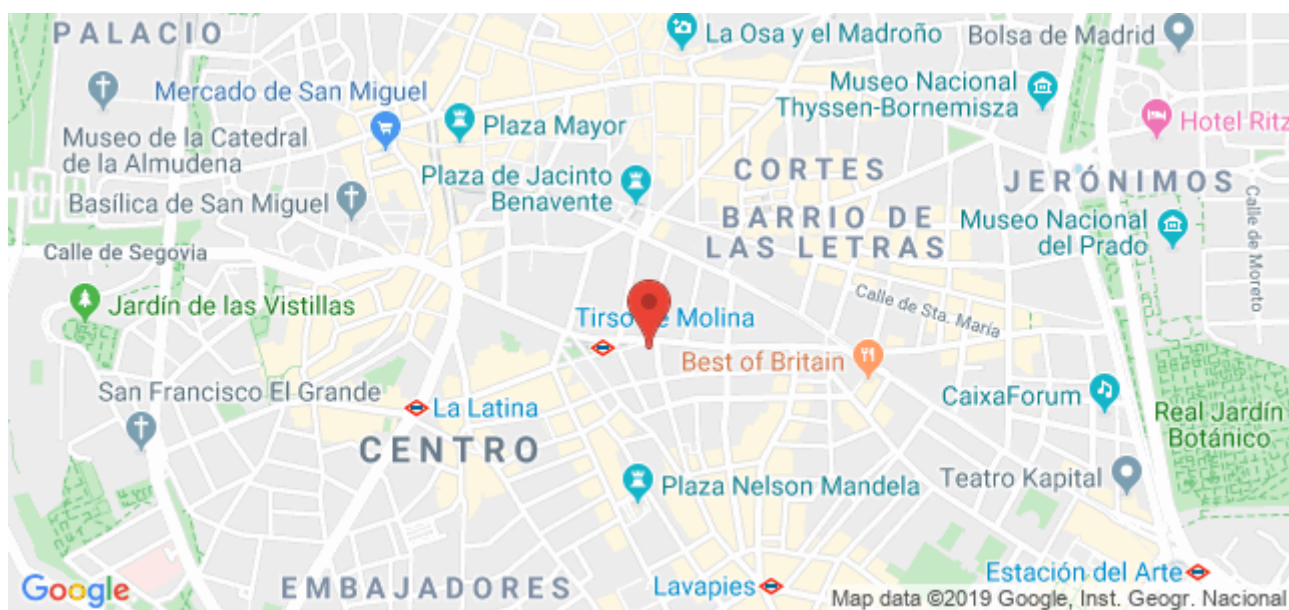 PALACIO
La Osa y el Madroño
Bolsa de Madrid
Mercado de San Miguel
Museo Nacional
Thyssen-Bornemisza
Plaza Mayor
Hotel Ritz
Museo de la Catedral
de la Almudena
CORTES
Plaza de Jacinto
Benavente
JERÓNIMOS
Basílica de San Miguel
BARRIO DE
LAS LETRAS
Museo Nacional
del Prado
Calle de Moreto
Calle de Segovia
Calle de Sta. María
Jardín de las Vistillas
Tirso de Molina
Best of Britain
San Francisco El Grande
CaixaForum
La Latina
Real Jardín
Botánico
CENTRO
Teatro Kapital
Plaza Nelson Mandela
EMBAJADORES
Lavapies
Estación del Arte
Google
Map data ©2019 Google, Inst. Geogr. Nacional